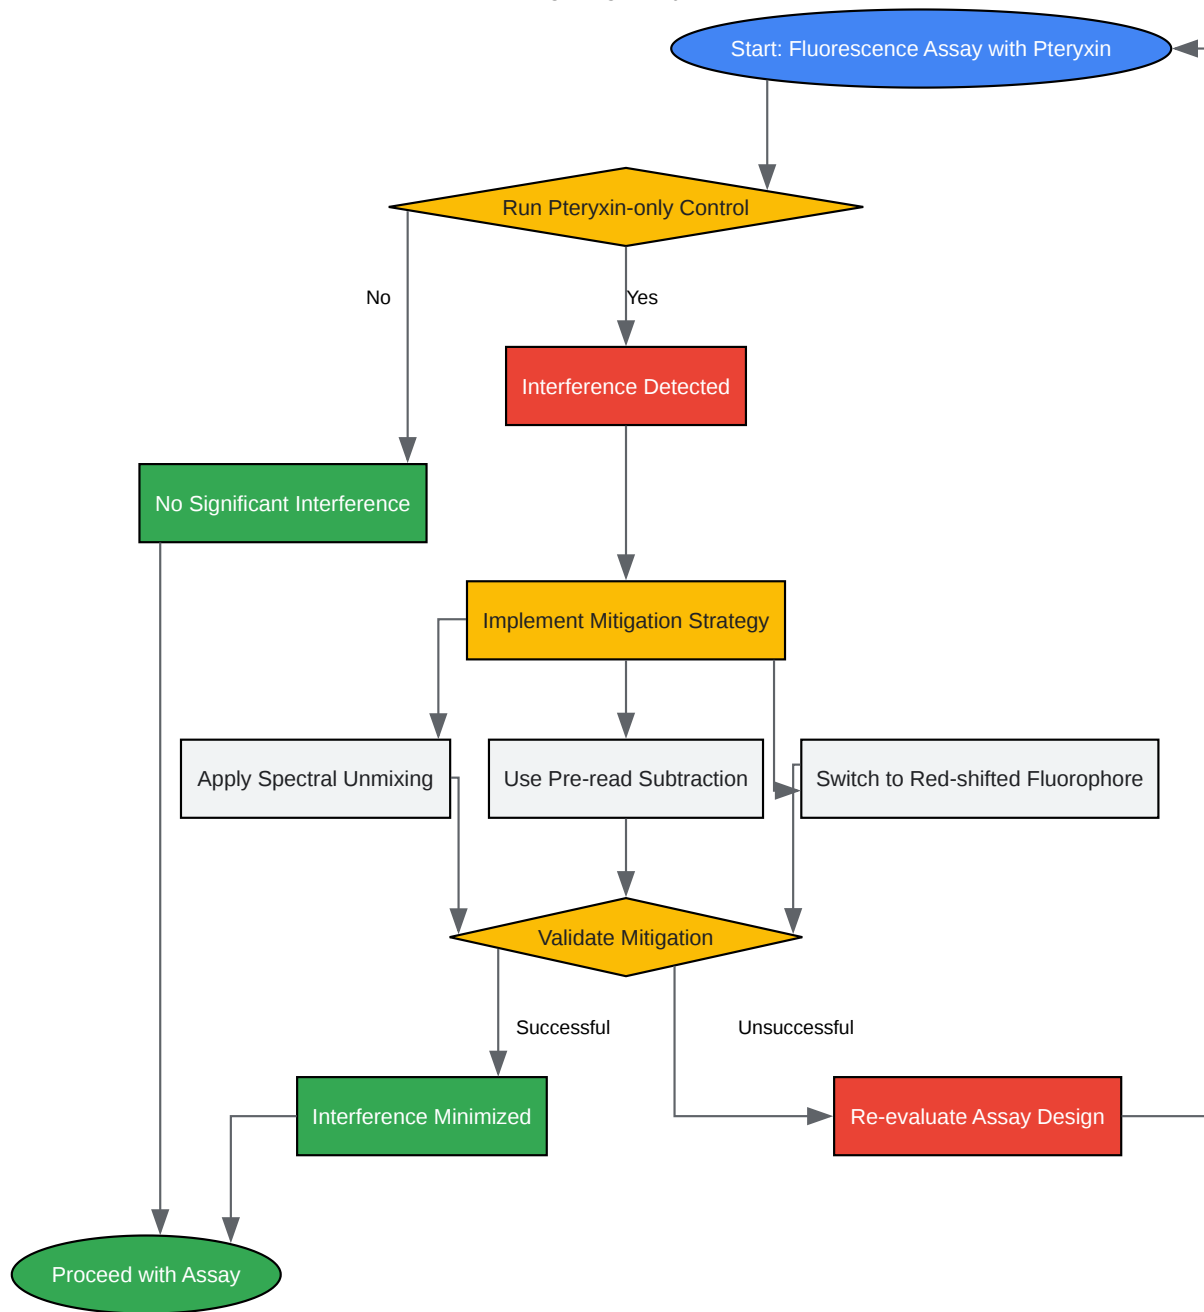 Start: Fluorescence Assay with Pteryxin
Run Pteryxin-only Control
No
Yes
Interference Detected
No Significant Interference
Implement Mitigation Strategy
Apply Spectral Unmixing
Use Pre-read Subtraction
Switch to Red-shifted Fluorophore
Validate Mitigation
Successful
Unsuccessful
Interference Minimized
Re-evaluate Assay Design
Proceed with Assay